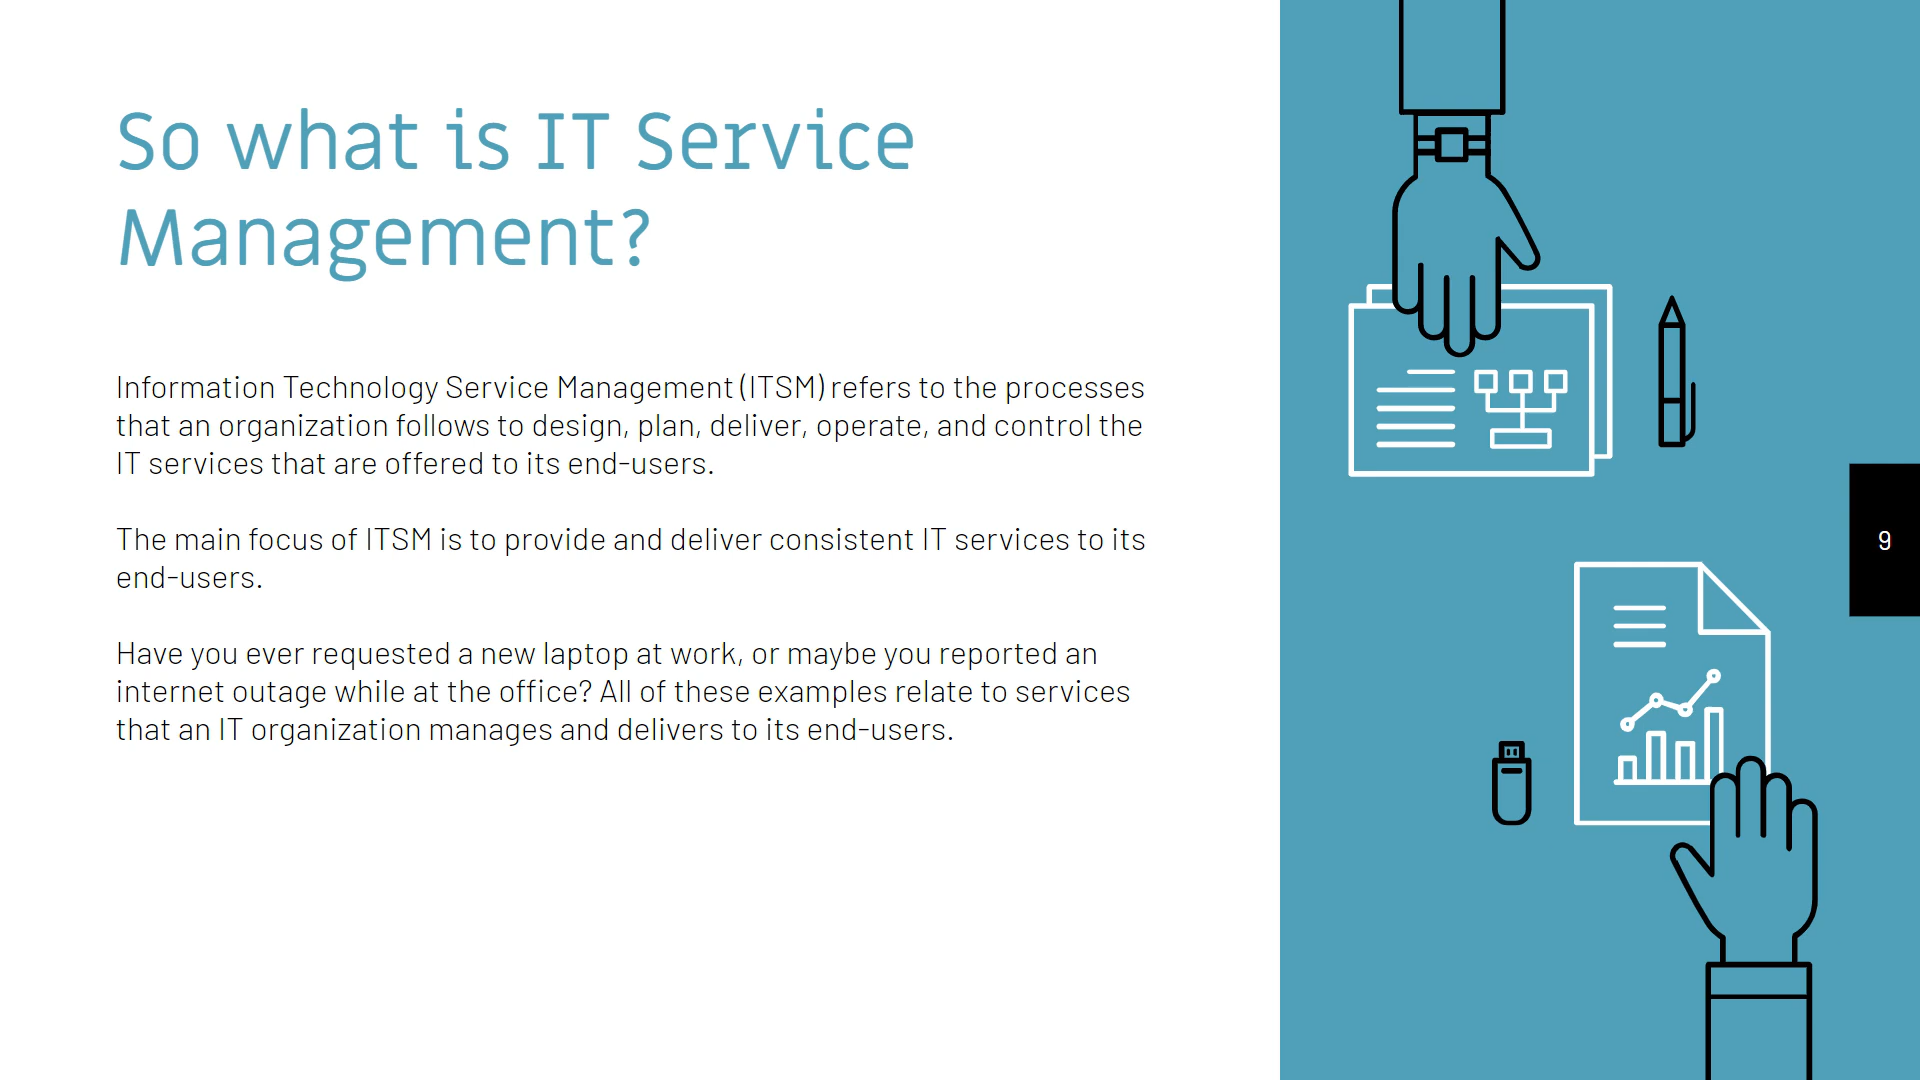 So what is IT Service
Management?
Information Technology Service Management (ITSM) refers to the processes
that an organization follows to design, plan, deliver, operate, and control the
IT services that are offered to its end-users.
The main focus of ITSM is to provide and deliver consistent IT services to its
end-users.
Have you ever requested a new laptop at work, or maybe you reported an
internet outage while at the office? All of these examples relate to services
that an IT organization manages and delivers to its end-users.
9